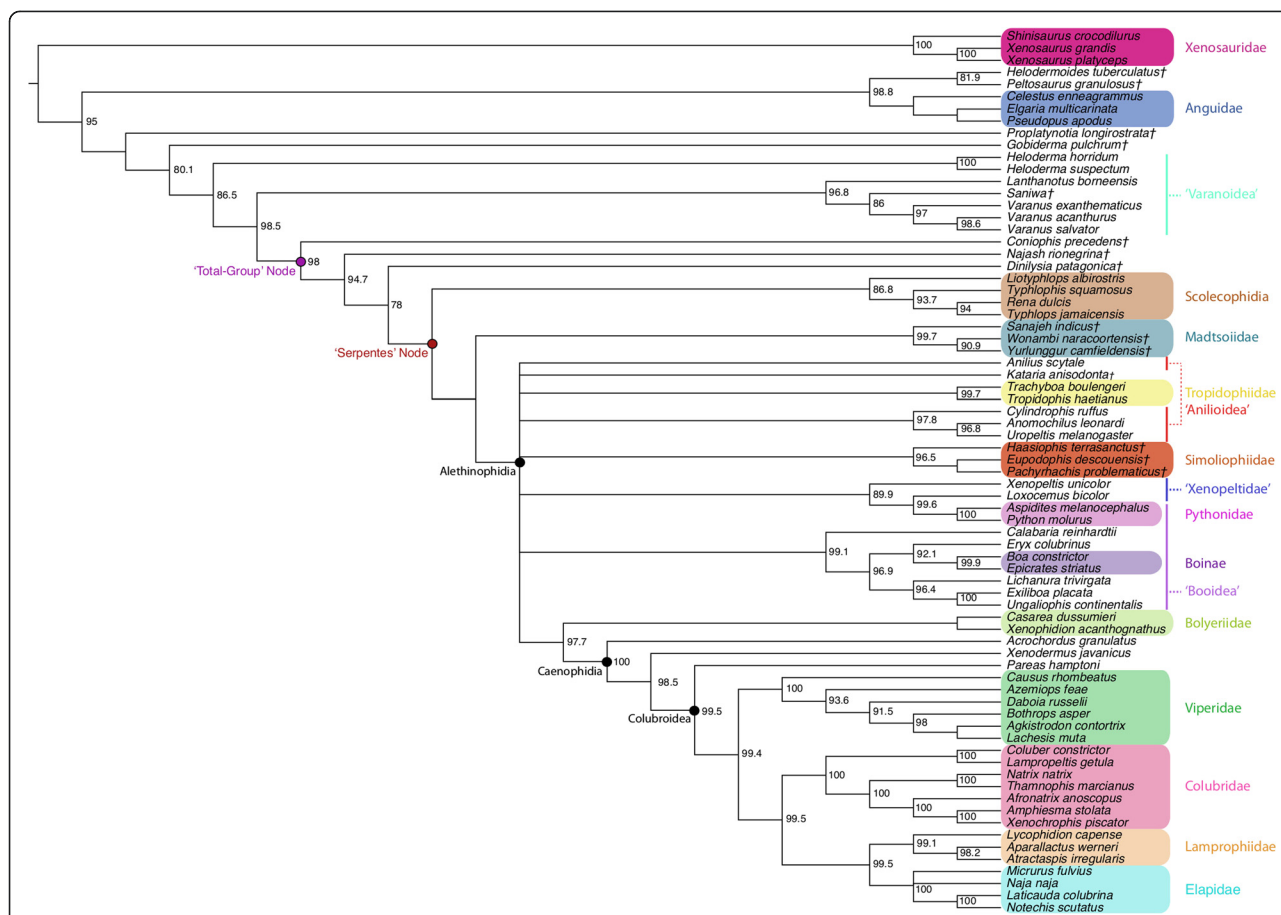 Shinisaurus crocodilurus
100
Xenosaurus grandis
Xenosauridae
100
Xenosaurus platyceps
Helodermoides tuberculatus†
81.9
Peltosaurus granulosus†
98.8
Celestus enneagrammus
Elgaria multicarinata
Anguidae
95
Pseudopus apodus
Proplatynotia longirostrata†
Gobiderma pulchrum†
80.1
Heloderma horridum
100
Heloderma suspectum
86.5
Lanthanotus borneensis
96.8
Saniwa†
‘Varanoidea’
86
Varanus exanthematicus
97
Varanus acanthurus
98.5
98.6
Varanus salvator
Coniophis precedens†
98
‘Total-Group’ Node
Najash rionegrina†
94.7
Dinilysia patagonica†
Liotyphlops albirostris
86.8
Typhlophis squamosus
Scolecophidia
78
93.7
Rena dulcis
94
Typhlops jamaicensis
Sanajeh indicus†
99.7
Wonambi naracoortensis†
Madtsoiidae
‘Serpentes’ Node
90.9
Yurlunggur camfieldensis†
Anilius scytale
Kataria anisodonta†
Trachyboa boulengeri
99.7
Tropidophiidae
Tropidophis haetianus
Cylindrophis ruffus
‘Anilioidea’
97.8
Anomochilus leonardi
96.8
Uropeltis melanogaster
Haasiophis terrasanctus†
96.5
Alethinophidia
Eupodophis descouensis†
Simoliophiidae
Pachyrhachis problematicus†
Xenopeltis unicolor
89.9
‘Xenopeltidae’
Loxocemus bicolor
99.6
Aspidites melanocephalus
Pythonidae
100
Python molurus
Calabaria reinhardtii
99.1
Eryx colubrinus
92.1
Boa constrictor
Boinae
99.9
96.9
Epicrates striatus
Lichanura trivirgata
96.4
Exiliboa placata
‘Booidea’
100
Ungaliophis continentalis
Casarea dussumieri
Bolyeriidae
Xenophidion acanthognathus
97.7
Acrochordus granulatus
100
Caenophidia
Xenodermus javanicus
98.5
Pareas hamptoni
Causus rhombeatus
100
Azemiops feae
93.6
Daboia russelii
Viperidae
99.5
Colubroidea
91.5
Bothrops asper
98
Agkistrodon contortrix
Lachesis muta
99.4
Coluber constrictor
100
Lampropeltis getula
100
Natrix natrix
100
Colubridae
Thamnophis marcianus
100
Afronatrix anoscopus
100
Amphiesma stolata
99.5
100
Xenochrophis piscator
Lycophidion capense
99.1
Aparallactus werneri
Lamprophiidae
98.2
Atractaspis irregularis
99.5
Micrurus fulvius
Naja naja
Elapidae
100
Laticauda colubrina
100
Notechis scutatus